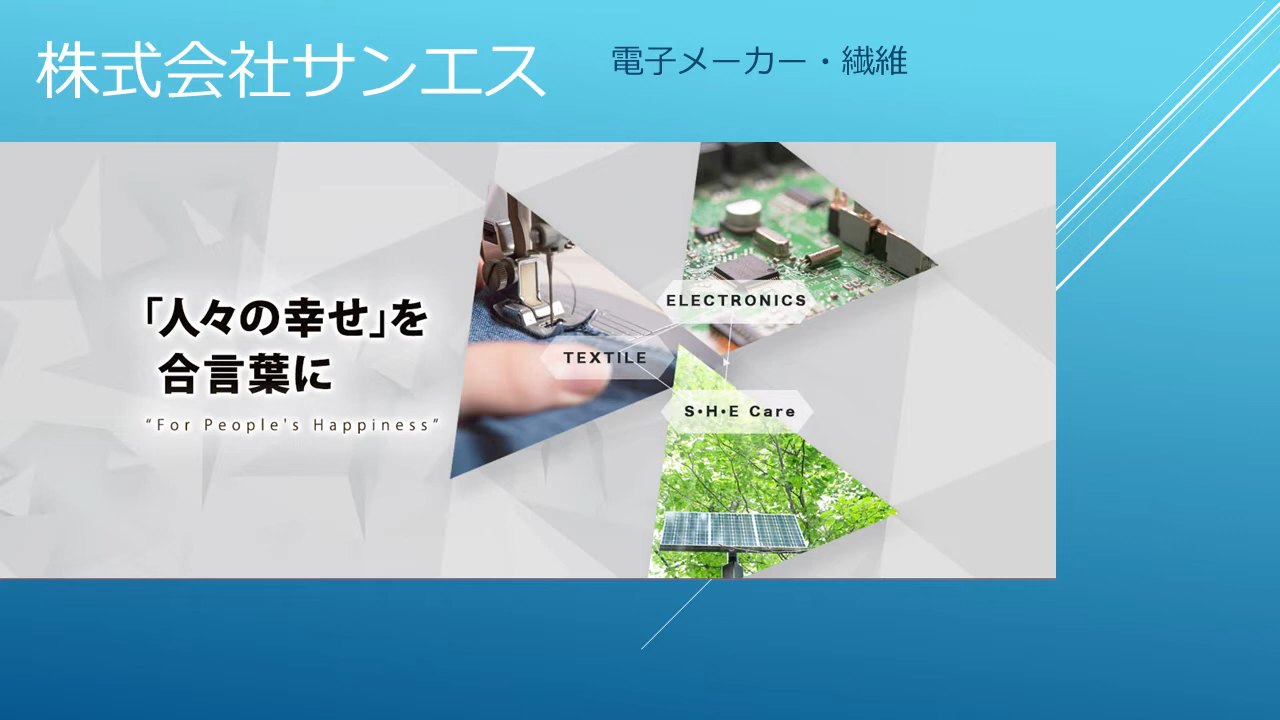 株式会社サンエス
電子メーカー・繊維
「人々の幸せ」を
合言葉に
“For People's Happiness”
ELECTRONICS
TEXTILE
S・H・E Care